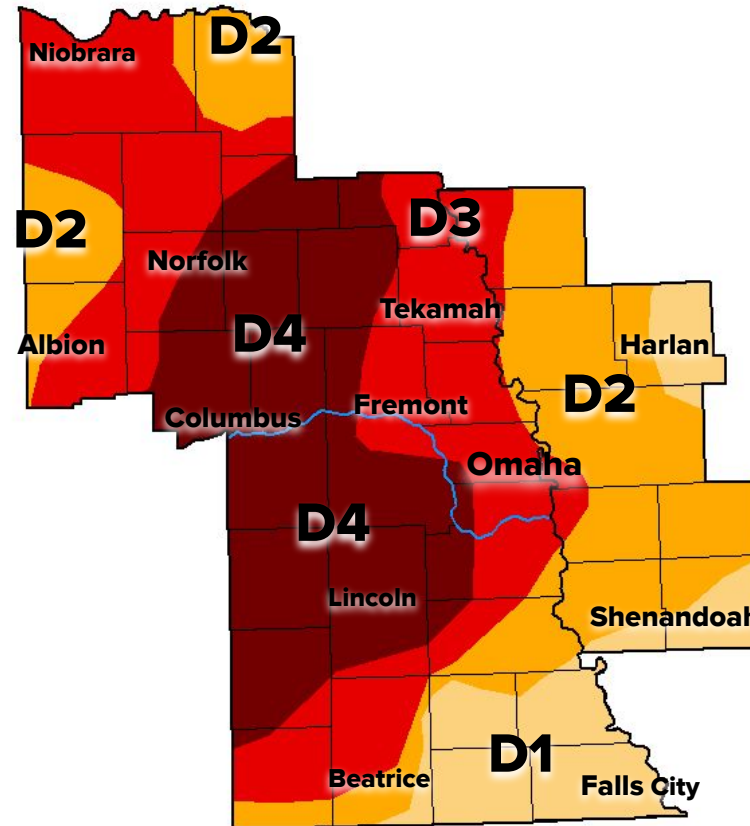 D2
Niobrara
D3
D2
Norfolk
Tekamah
D4
Albion
Harlan
D2
Fremont
Columbus
Omaha
D4
Lincoln
Shenandoah
D1
Beatrice
Falls City